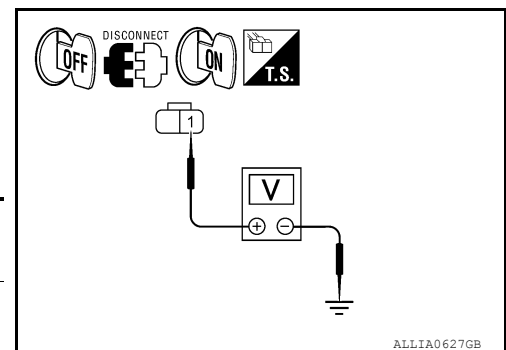 OFF
DISCONNECT
ON
T.S.
1
V
+ −
ALLIA0627GB